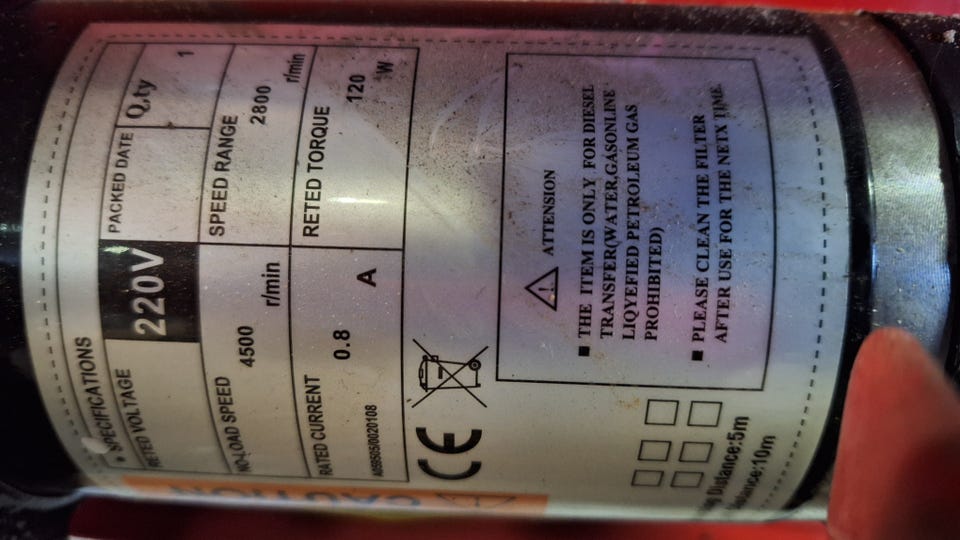 * SPECIFICATIONS
RETED VOLTAGE
220V
PACKED DATE
Q,ty
1
NO-LOAD SPEED
4500
r/min
SPEED RANGE
2800
r/min
RATED CURRENT
0.8
A
RETED TORQUE
120
W
CE
ATTENSION
■ THE ITEM IS ONLY FOR DIESEL
TRANSFER(WATER,GASONLINE
LIQYEFIED PETROLEUM GAS
PROHIBITED)
■ PLEASE CLEAN THE FILTER
AFTER USE FOR THE NETX TIME
Distance:5m
10m
CAUTION